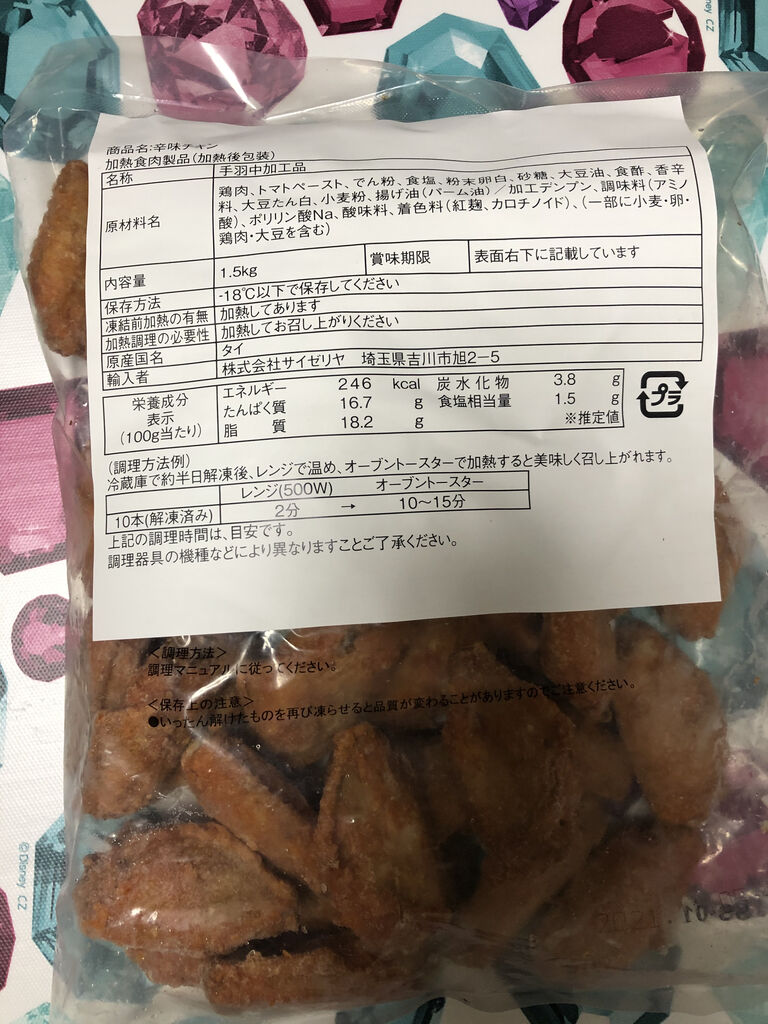 商品名:辛味チキン
加熱食肉製品(加熱後包装)
名称 手羽中加工品
原材料名 鶏肉、トマトペースト、でん粉、食塩、粉末卵白、砂糖、大豆油、食酢、香辛
料、大豆たん白、小麦粉、揚げ油(パーム油)／加工デンプン、調味料(アミノ
酸)、ポリリン酸Na、酸味料、着色料(紅麹、カロチノイド)、(一部に小麦・卵・
鶏肉・大豆を含む)
内容量 1.5kg 賞味期限 表面右下に記載しています
保存方法 -18℃以下で保存してください
凍結前加熱の有無 加熱してあります
加熱調理の必要性 加熱してお召し上がりください
原産国名 タイ
輸入者 株式会社サイゼリヤ 埼玉県吉川市旭2－5
栄養成分
表示
(100g当たり)
エネルギー 246 kcal 炭水化物 3.8 g
たんぱく質 16.7 g 食塩相当量 1.5 g
脂質 18.2 g ※推定値
プラ
(調理方法例)
冷蔵庫で約半日解凍後、レンジで温め、オーブントースターで加熱すると美味しく召し上がれます。
レンジ(500W) オーブントースター
10本(解凍済み) 2分 → 10～15分
上記の調理時間は、目安です。
調理器具の機種などにより異なりますことご了承ください。
＜調理方法＞
調理マニュアルに従ってください。
＜保存上の注意＞
●いったん解けたものを再び凍らせると品質が変わることがありますのでご注意ください。
©Disney CZ
Disney CZ